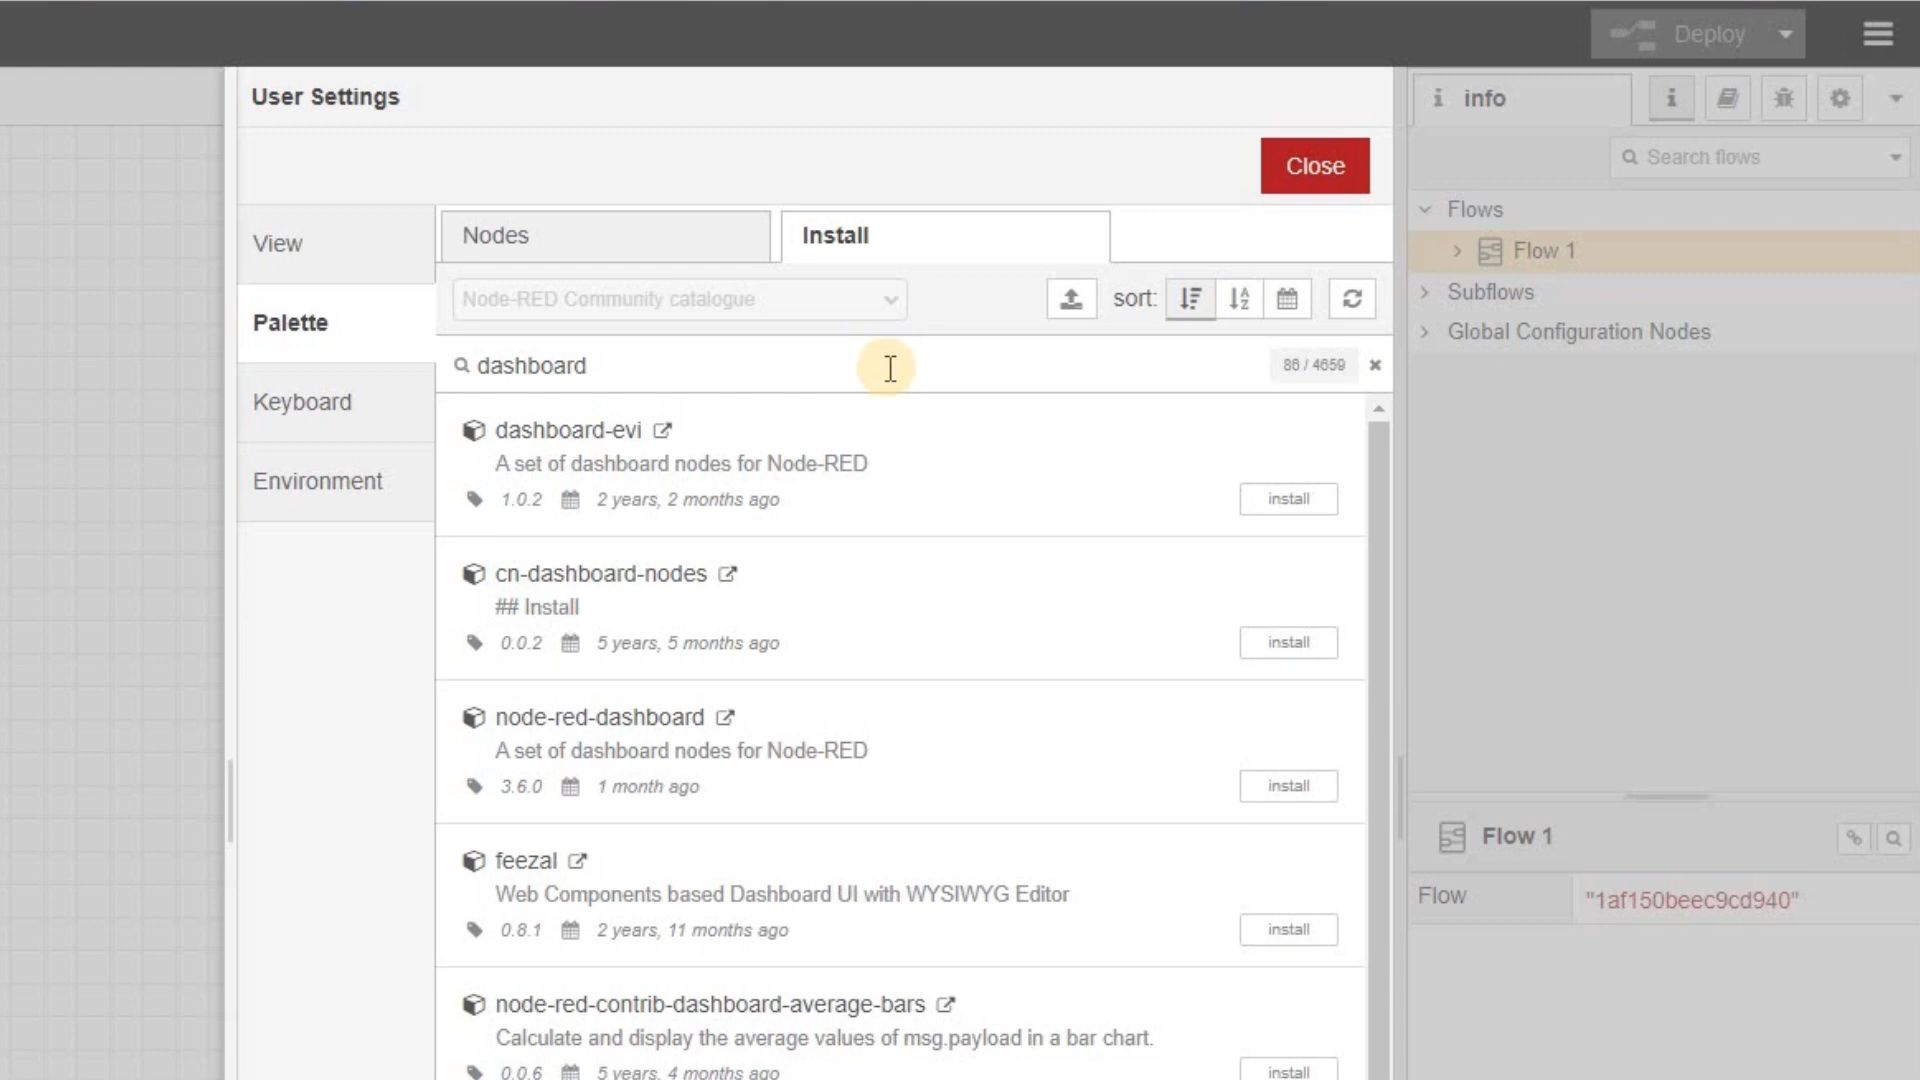 Deploy
User Settings
info
Close
Search flows
View
Nodes
Install
Flows
Flow 1
Node-RED Community catalogue
sort:
Subflows
Palette
Global Configuration Nodes
dashboard
86 / 4659
Keyboard
dashboard-evi
A set of dashboard nodes for Node-RED
Environment
1.0.2
2 years, 2 months ago
install
cn-dashboard-nodes
## Install
0.0.2
5 years, 5 months ago
install
node-red-dashboard
A set of dashboard nodes for Node-RED
3.6.0
1 month ago
install
feezal
Web Components based Dashboard UI with WYSIWYG Editor
0.8.1
2 years, 11 months ago
install
Flow 1
Flow
"1af150beec9cd940"
node-red-contrib-dashboard-average-bars
Calculate and display the average values of msg.payload in a bar chart.
0.0.6
5 years, 4 months ago
install